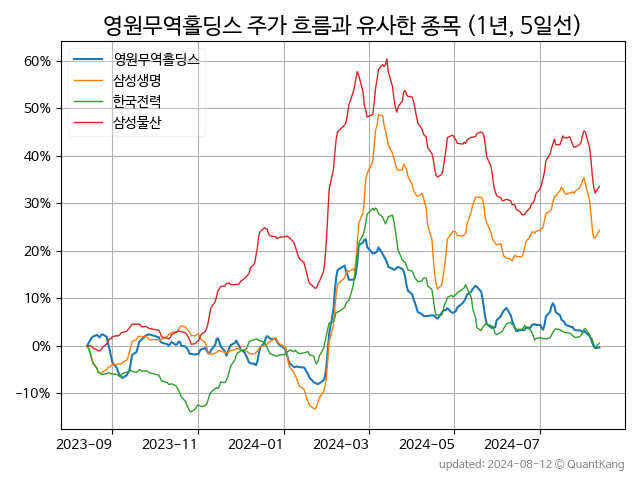 영원무역홀딩스 주가 흐름과 유사한 종목 (1년, 5일선)
영원무역홀딩스
삼성생명
한국전력
삼성물산
60%
50%
40%
30%
20%
10%
0%
−10%
2023-09 2023-11 2024-01 2024-03 2024-05 2024-07
updated: 2024-08-12 © QuantKang